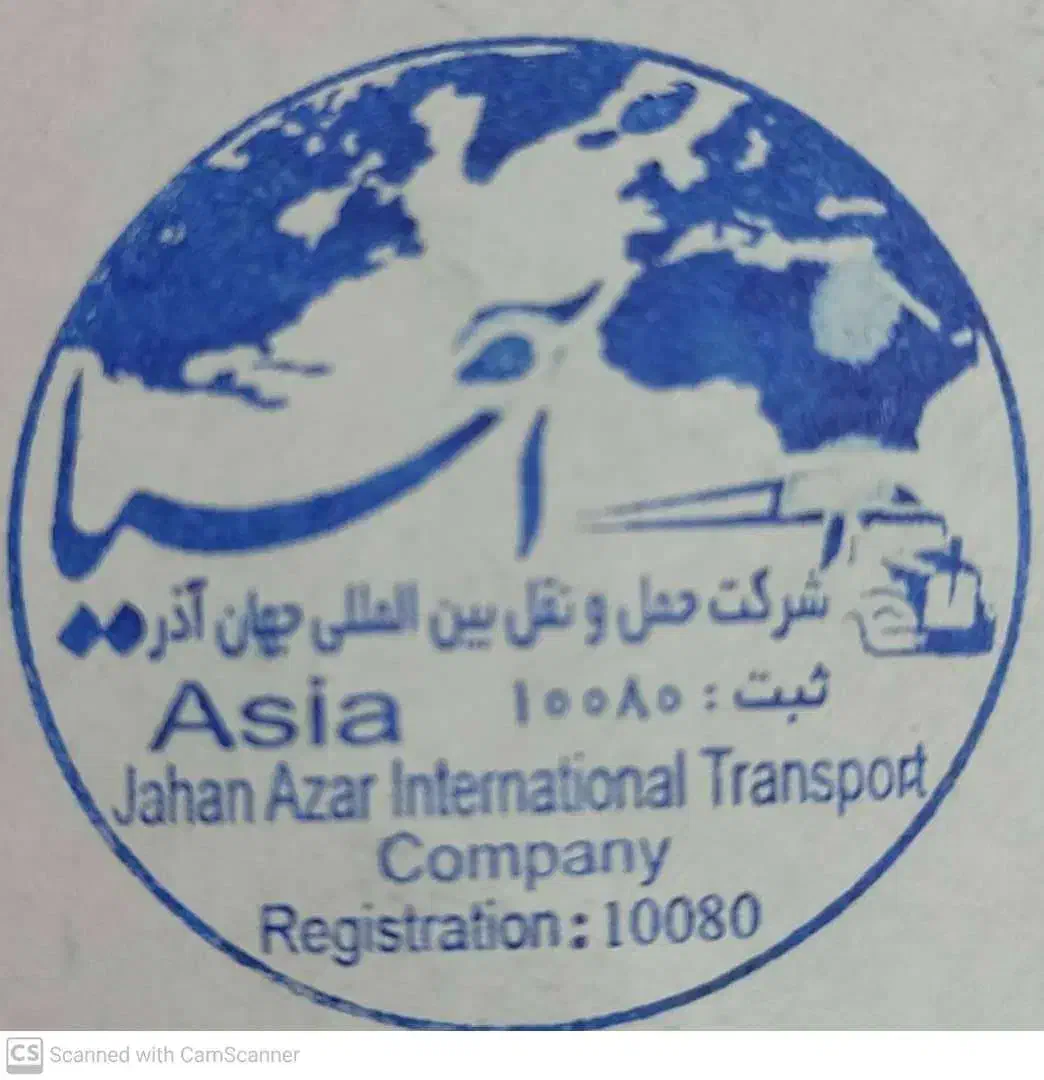 آسیا
شرکت حمل و نقل بین المللی جهان آذر
ثبت : ۱۰۰۸۰
Asia
Jahan Azar International Transport
Company
Registration: 10080
CS Scanned with CamScanner